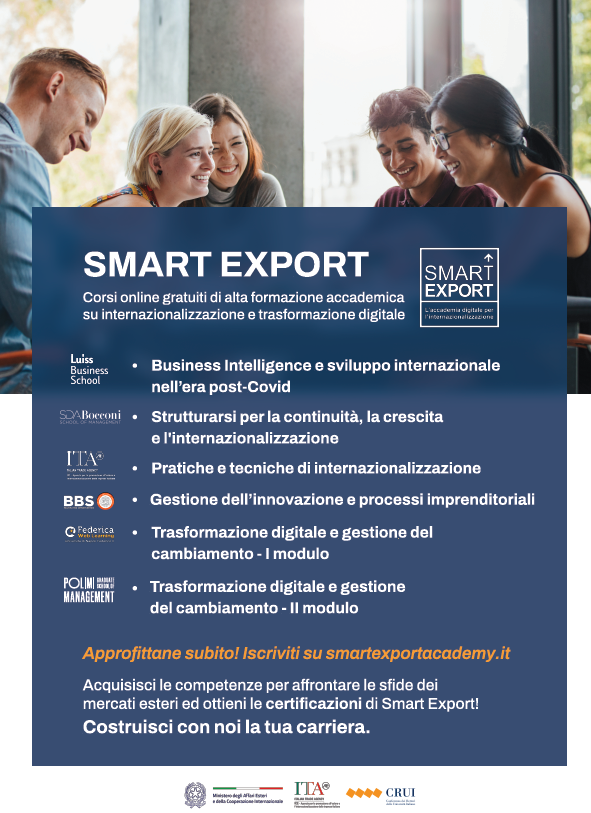 SMART EXPORT
Corsi online gratuiti di alta formazione accademica
su internazionalizzazione e trasformazione digitale
SMART
EXPORT
L'accademia digitale per
l'internazionalizzazione
Luiss
Business
School
• Business Intelligence e sviluppo internazionale
nell'era post-Covid
SDA Bocconi
SCHOOL OF MANAGEMENT
• Strutturarsi per la continuità, la crescita
e l'internazionalizzazione
ITA
ITALIAN TRADE AGENCY
• Pratiche e tecniche di internazionalizzazione
BBS
• Gestione dell'innovazione e processi imprenditoriali
Federica
Web Learning
• Trasformazione digitale e gestione del
cambiamento - I modulo
POLIMI GRADUATE SCHOOL OF
MANAGEMENT
• Trasformazione digitale e gestione
del cambiamento - II modulo
Approfittane subito! Iscriviti su smartexportacademy.it
Acquisisci le competenze per affrontare le sfide dei
mercati esteri ed ottieni le certificazioni di Smart Export!
Costruisci con noi la tua carriera.
Ministero degli Affari Esteri
e della Cooperazione Internazionale
ITA
ITALIAN TRADE AGENCY
CRUI
Conferenza dei Rettori
delle Università Italiane